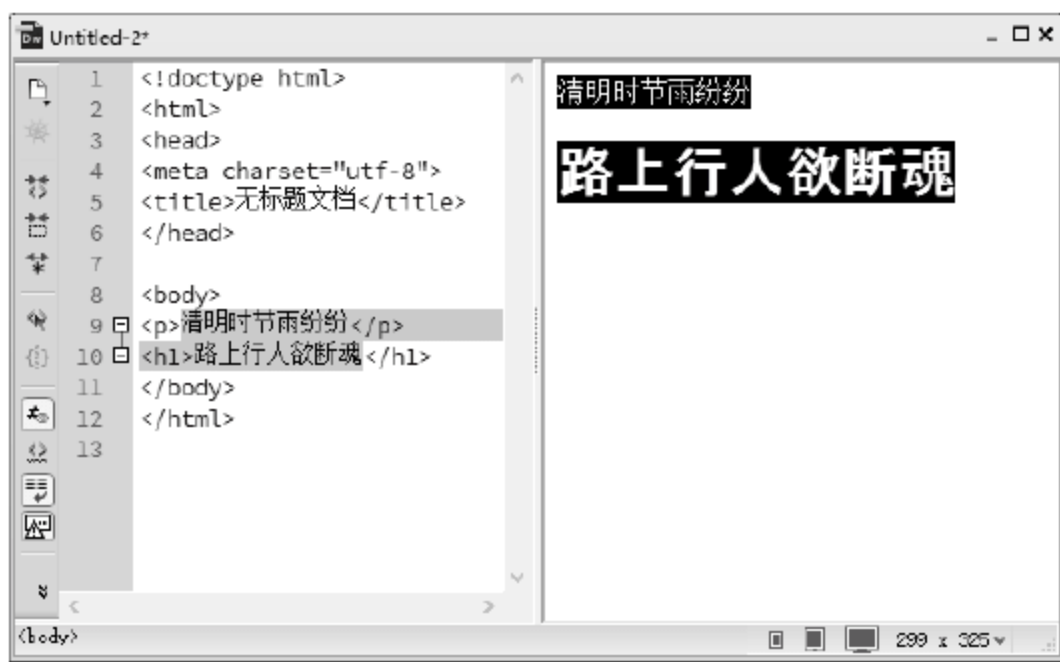 Dw Untitled-2*
1 <!doctype html>
2 <html>
3 <head>
4 <meta charset="utf-8">
5 <title>无标题文档</title>
6 </head>
7
8 <body>
9 <p>清明时节雨纷纷</p>
10 <h1>路上行人欲断魂</h1>
11 </body>
12 </html>
13
清明时节雨纷纷
路上行人欲断魂
<body>
299 x 325